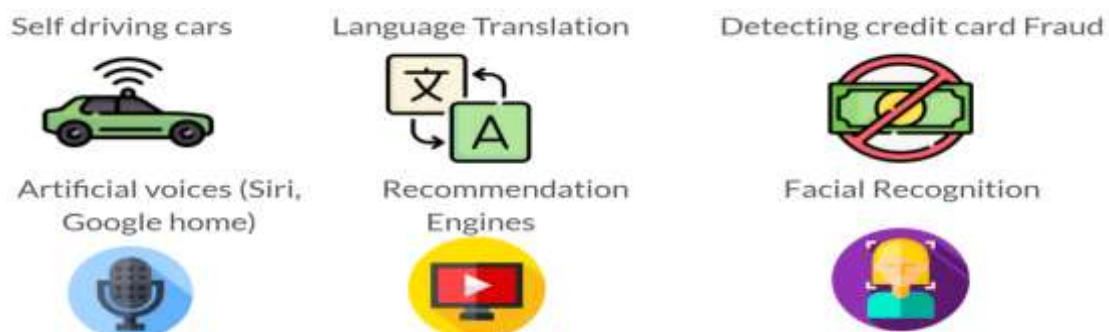 Self driving cars
Language Translation
Detecting credit card Fraud
文
A
Artificial voices (Siri,
Google home)
Recommendation
Engines
Facial Recognition